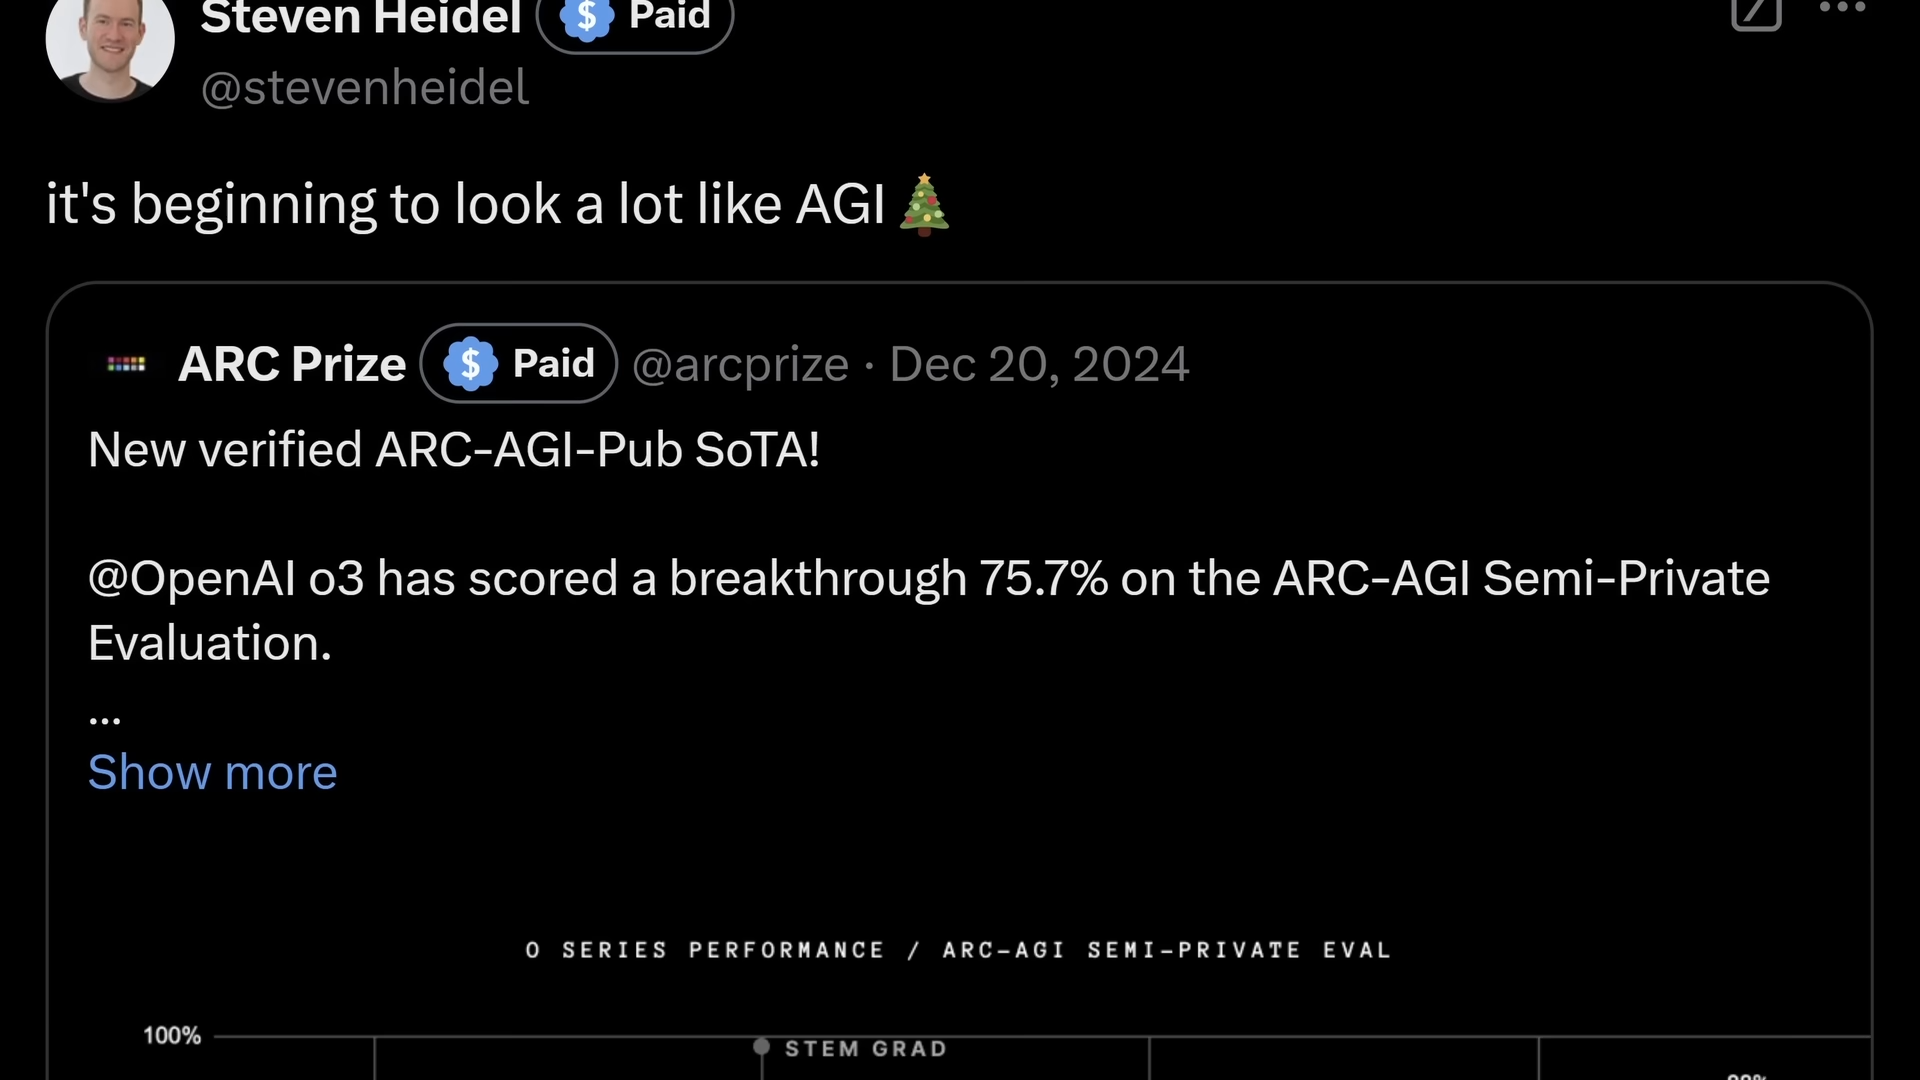 Steven Heidel $ Paid
@stevenheidel
it's beginning to look a lot like AGI🎄
ARC Prize $ Paid @arcprize · Dec 20, 2024
New verified ARC-AGI-Pub SoTA!
@OpenAI o3 has scored a breakthrough 75.7% on the ARC-AGI Semi-Private
Evaluation.
...
Show more
O SERIES PERFORMANCE / ARC-AGI SEMI-PRIVATE EVAL
100%
STEM GRAD